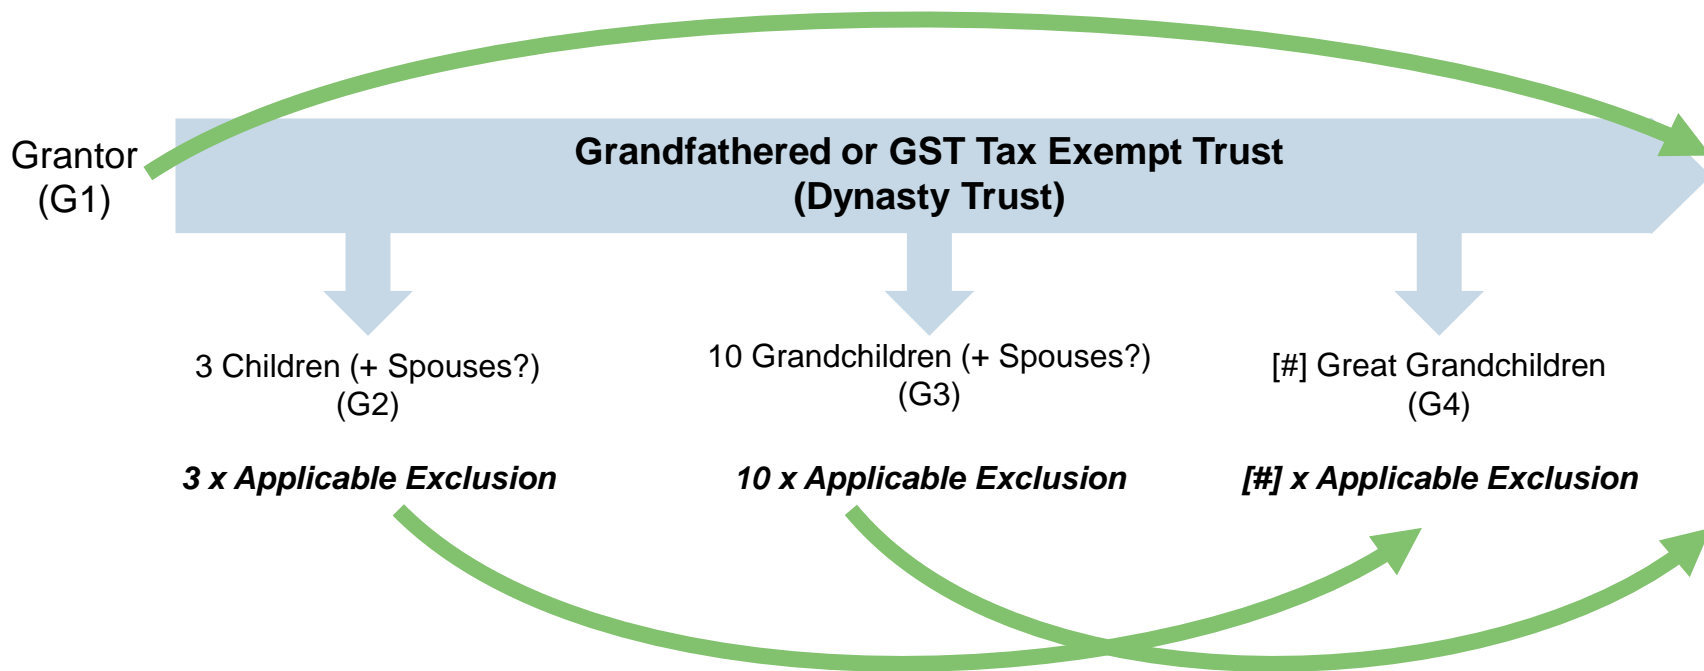 Grantor
(G1)
Grandfathered or GST Tax Exempt Trust
(Dynasty Trust)
3 Children (+ Spouses?)
(G2)
10 Grandchildren (+ Spouses?)
(G3)
[#] Great Grandchildren
(G4)
3 x Applicable Exclusion
10 x Applicable Exclusion
[#] x Applicable Exclusion